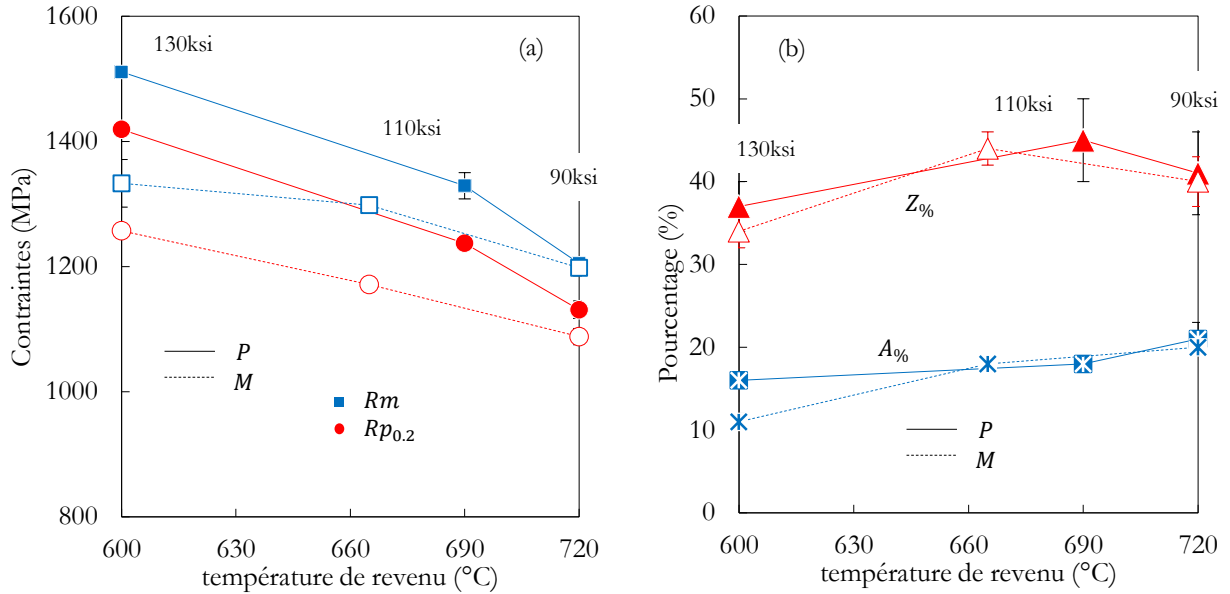 1600
1400
1200
1000
800
Contraintes (MPa)
(a)
130ksi
110ksi
90ksi
P
M
Rm
Rp0.2
600
630
660
690
720
température de revenu (°C)
60
50
40
30
20
10
0
Pourcentage (%)
(b)
130ksi
110ksi
90ksi
Z%
A%
P
M
600
630
660
690
720
température de revenu (°C)